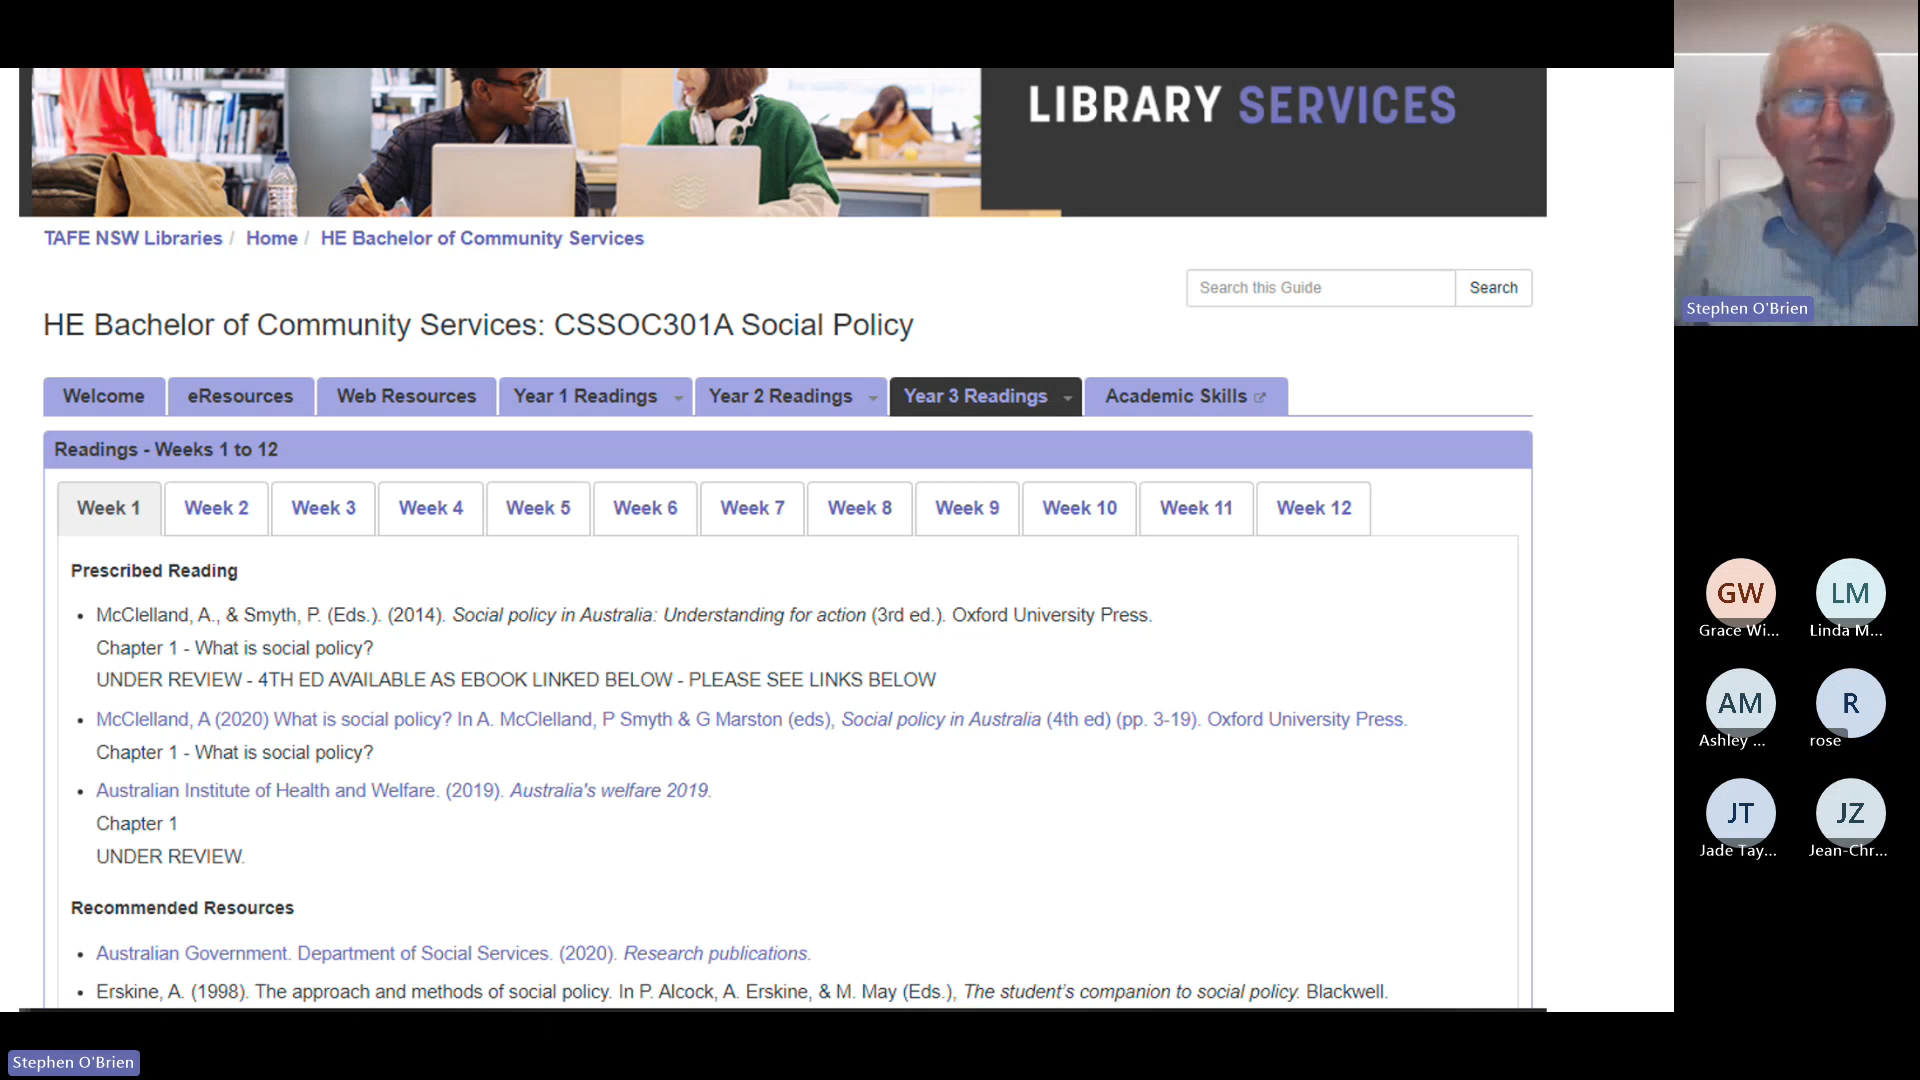 LIBRARY SERVICES
TAFE NSW Libraries / Home / HE Bachelor of Community Services
Search this Guide
Search
HE Bachelor of Community Services: CSSOC301A Social Policy
Welcome
eResources
Web Resources
Year 1 Readings
Year 2 Readings
Year 3 Readings
Academic Skills
Readings - Weeks 1 to 12
Week 1
Week 2
Week 3
Week 4
Week 5
Week 6
Week 7
Week 8
Week 9
Week 10
Week 11
Week 12
Prescribed Reading
• McClelland, A., & Smyth, P. (Eds.). (2014). Social policy in Australia: Understanding for action (3rd ed.). Oxford University Press.
Chapter 1 - What is social policy?
UNDER REVIEW - 4TH ED AVAILABLE AS EBOOK LINKED BELOW - PLEASE SEE LINKS BELOW
• McClelland, A (2020) What is social policy? In A. McClelland, P Smyth & G Marston (eds), Social policy in Australia (4th ed) (pp. 3-19). Oxford University Press.
Chapter 1 - What is social policy?
• Australian Institute of Health and Welfare. (2019). Australia's welfare 2019.
Chapter 1
UNDER REVIEW.
Recommended Resources
• Australian Government. Department of Social Services. (2020). Research publications.
• Erskine, A. (1998). The approach and methods of social policy. In P. Alcock, A. Erskine, & M. May (Eds.), The student's companion to social policy. Blackwell.
Stephen O'Brien
Stephen O'Brien
GW
Grace Wi...
LM
Linda M...
AM
Ashley ...
R
rose
JT
Jade Tay...
JZ
Jean-Chr...